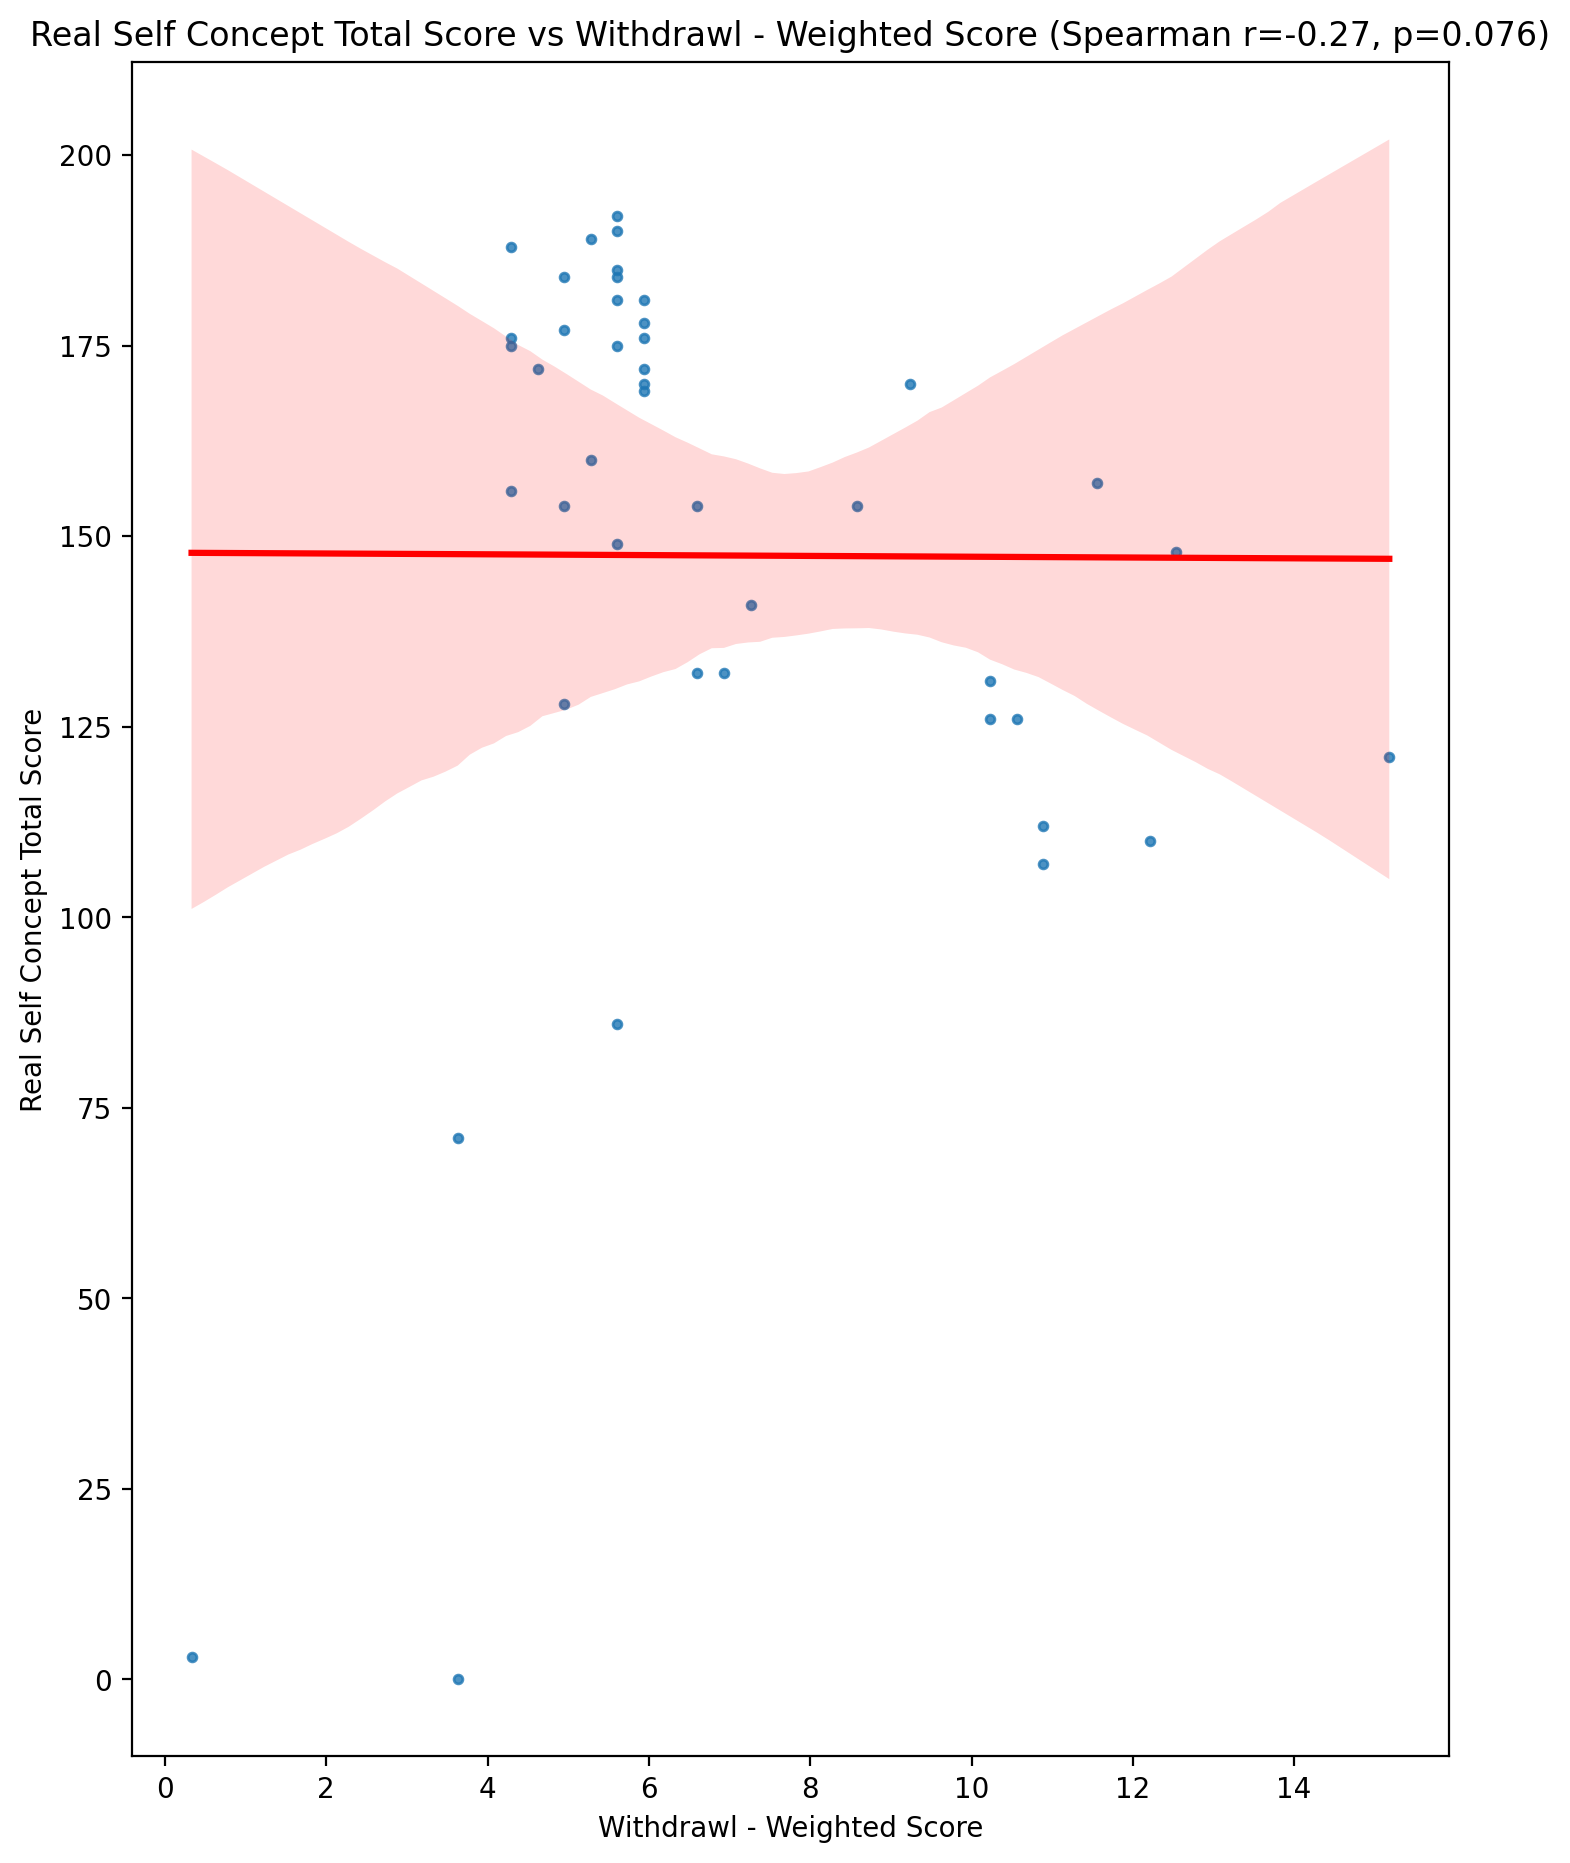 Real Self Concept Total Score vs Withdrawl - Weighted Score (Spearman r=-0.27, p=0.076)
200
175
150
125
100
75
50
25
0
Real Self Concept Total Score
0 2 4 6 8 10 12 14
Withdrawl - Weighted Score